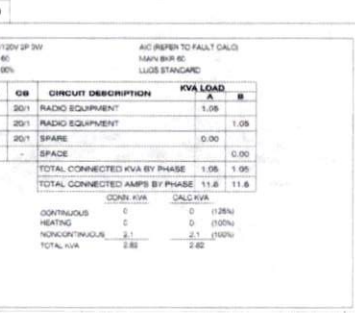 120V 2P 3W AIC (REFER TO FAULT CALC)
60 MAIN BKR 60
00% LUGS STANDARD
KVA LOAD
CB CIRCUIT DESCRIPTION A B
20/1 RADIO EQUIPMENT 1.05
20/1 RADIO EQUIPMENT 1.05
20/1 SPARE 0.00
- SPACE 0.00
TOTAL CONNECTED KVA BY PHASE 1.05 1.05
TOTAL CONNECTED AMPS BY PHASE 11.6 11.6
CONN. KVA CALC KVA
CONTINUOUS 0 0 (125%)
HEATING 0 0 (100%)
NONCONTINUOUS 2.1 2.1 (100%)
TOTAL KVA 2.82 2.82